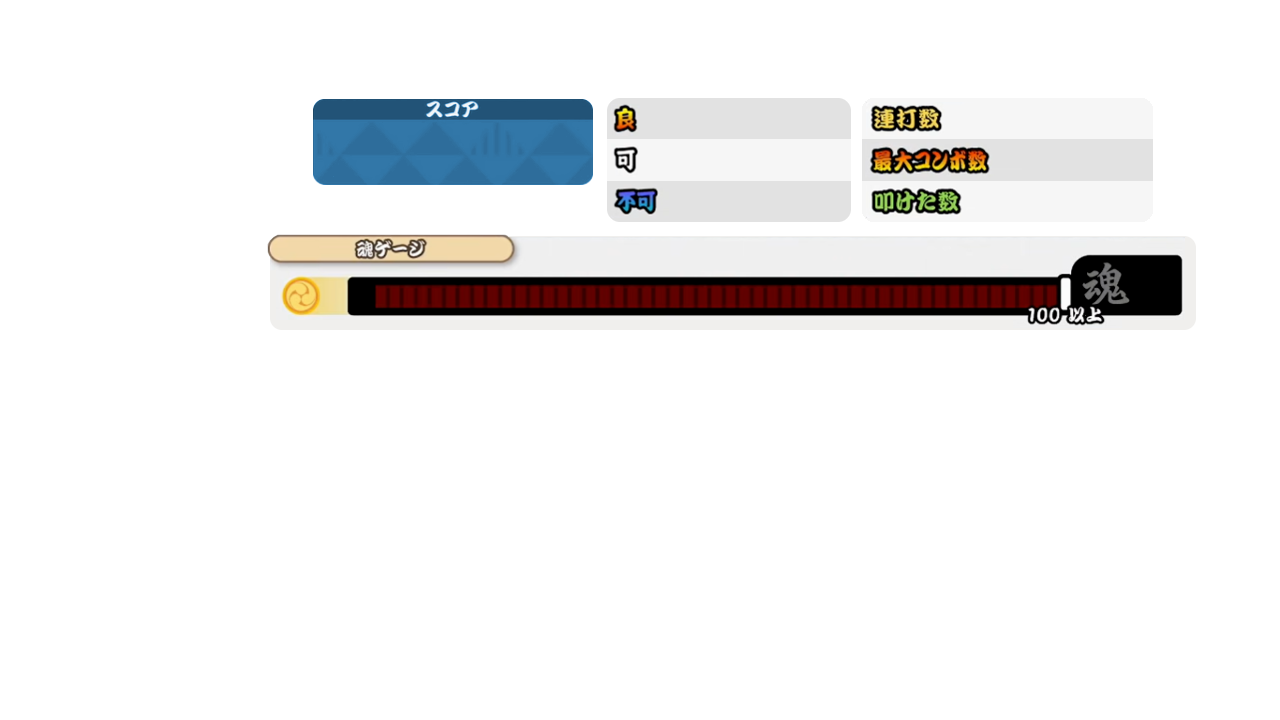 スコア
良
可
不可
連打数
最大コンボ数
叩けた数
魂ゲージ
魂
100 以上